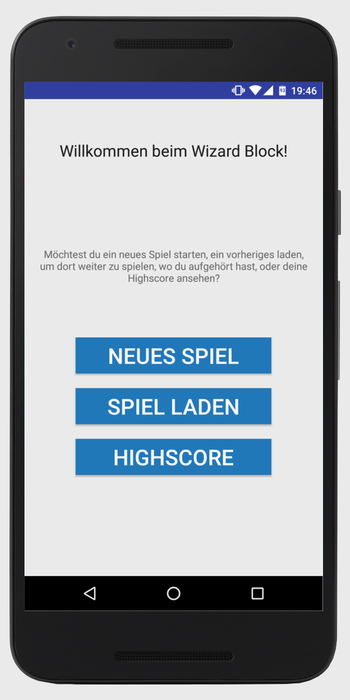 19:46
Willkommen beim Wizard Block!
Möchtest du ein neues Spiel starten, ein vorheriges laden,
um dort weiter zu spielen, wo du aufgehört hast, oder deine
Highscore ansehen?
NEUES SPIEL
SPIEL LADEN
HIGHSCORE